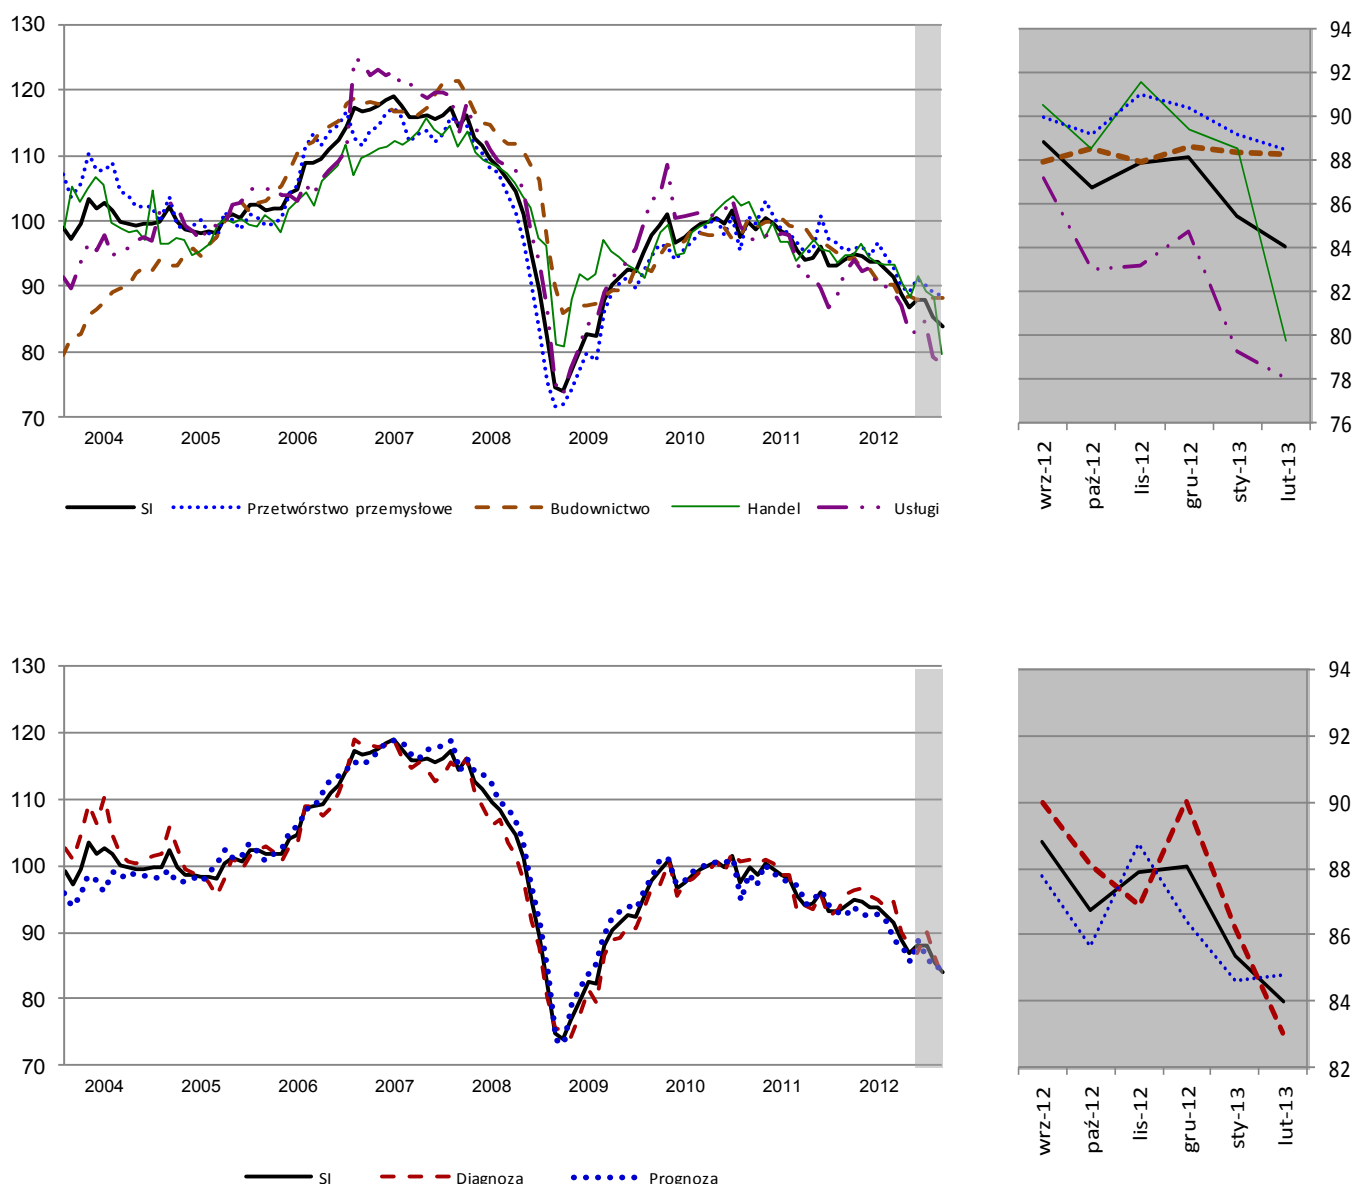 130
120
110
100
90
80
70
2004 2005 2006 2007 2008 2009 2010 2011 2012
94
92
90
88
86
84
82
80
78
76
wrz-12
paź-12
lis-12
gru-12
sty-13
lut-13
SI Przetwórstwo przemysłowe Budownictwo Handel Usługi
130
120
110
100
90
80
70
2004 2005 2006 2007 2008 2009 2010 2011 2012
94
92
90
88
86
84
82
wrz-12
paź-12
lis-12
gru-12
sty-13
lut-13
SI Diagnoza Prognoza